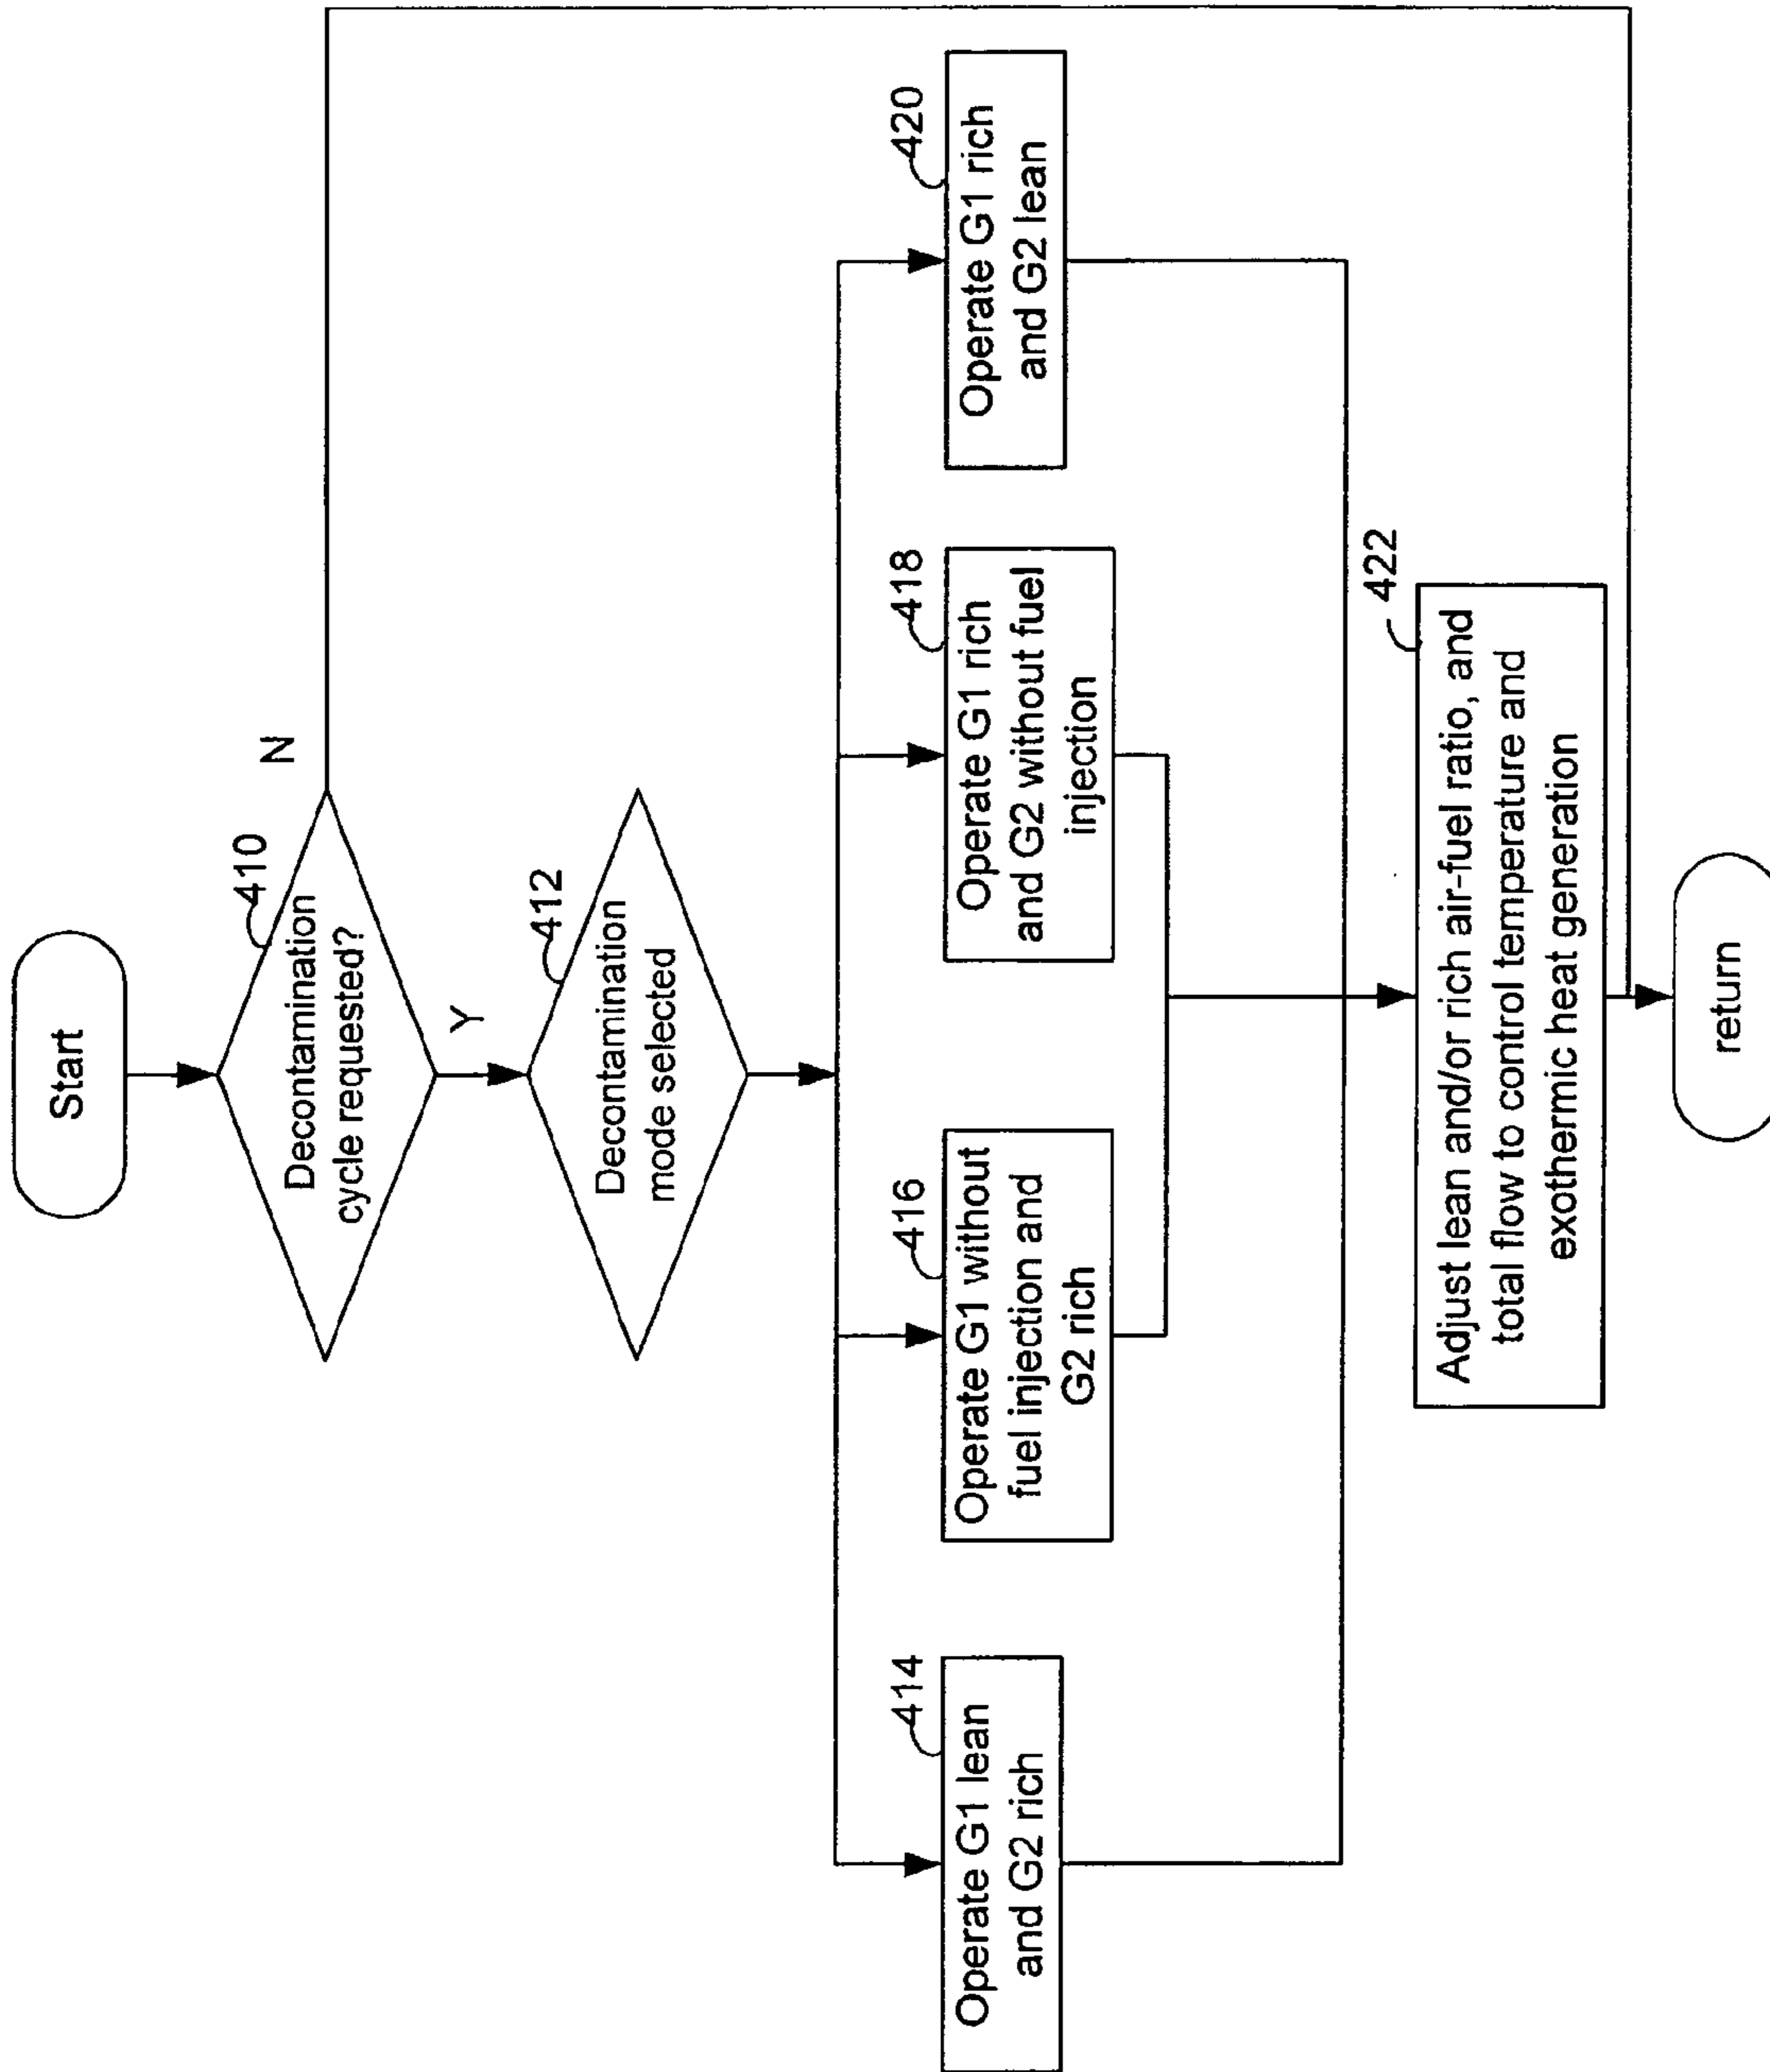 Start
410
Decontamination
cycle requested?
N
Y
412
Decontamination
mode selected
414
Operate G1 lean
and G2 rich
416
Operate G1 without
fuel injection and
G2 rich
418
Operate G1 rich
and G2 without fuel
injection
420
Operate G1 rich
and G2 lean
422
Adjust lean and/or rich air-fuel ratio, and
total flow to control temperature and
exothermic heat generation
return